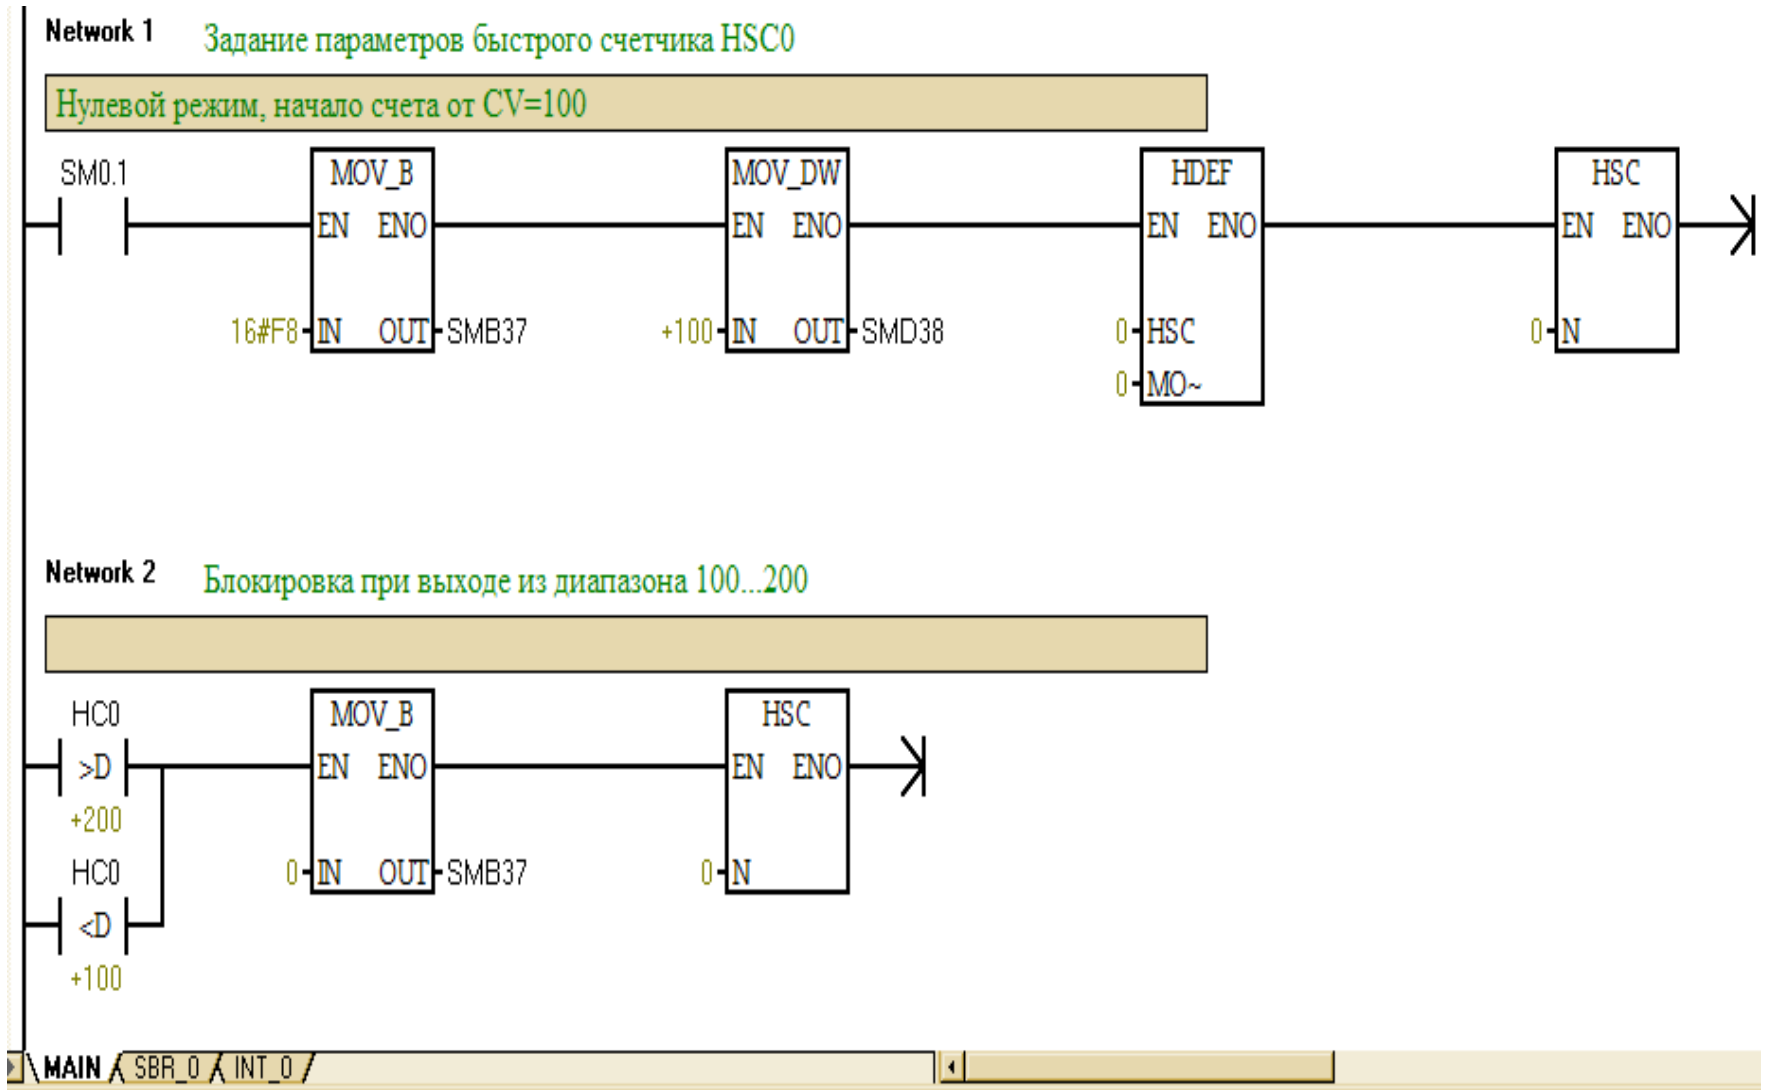 Network 1 Задание параметров быстрого счетчика HSC0
Нулевой режим, начало счета от CV=100
SM0.1 MOV_B MOV_DW HDEF HSC
EN ENO EN ENO EN ENO EN ENO
16#F8 IN OUT SMB37 +100 IN OUT SMD38 0 HSC 0 N
0 MO~
Network 2 Блокировка при выходе из диапазона 100...200
HC0 MOV_B HSC
>D EN ENO EN ENO
+200
HC0 0 IN OUT SMB37 0 N
<D
+100
MAIN SBR_0 INT_0